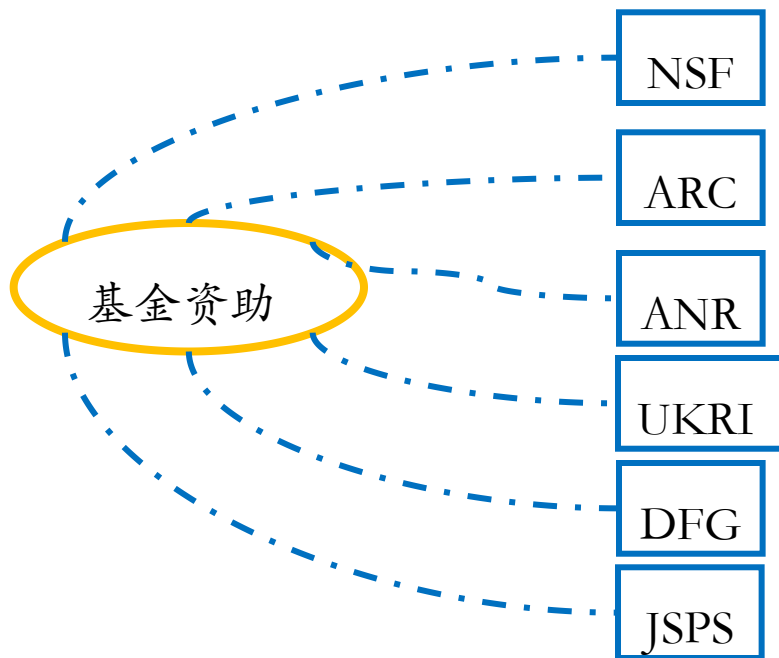 NSF
ARC
基金资助
ANR
UKRI
DFG
JSPS